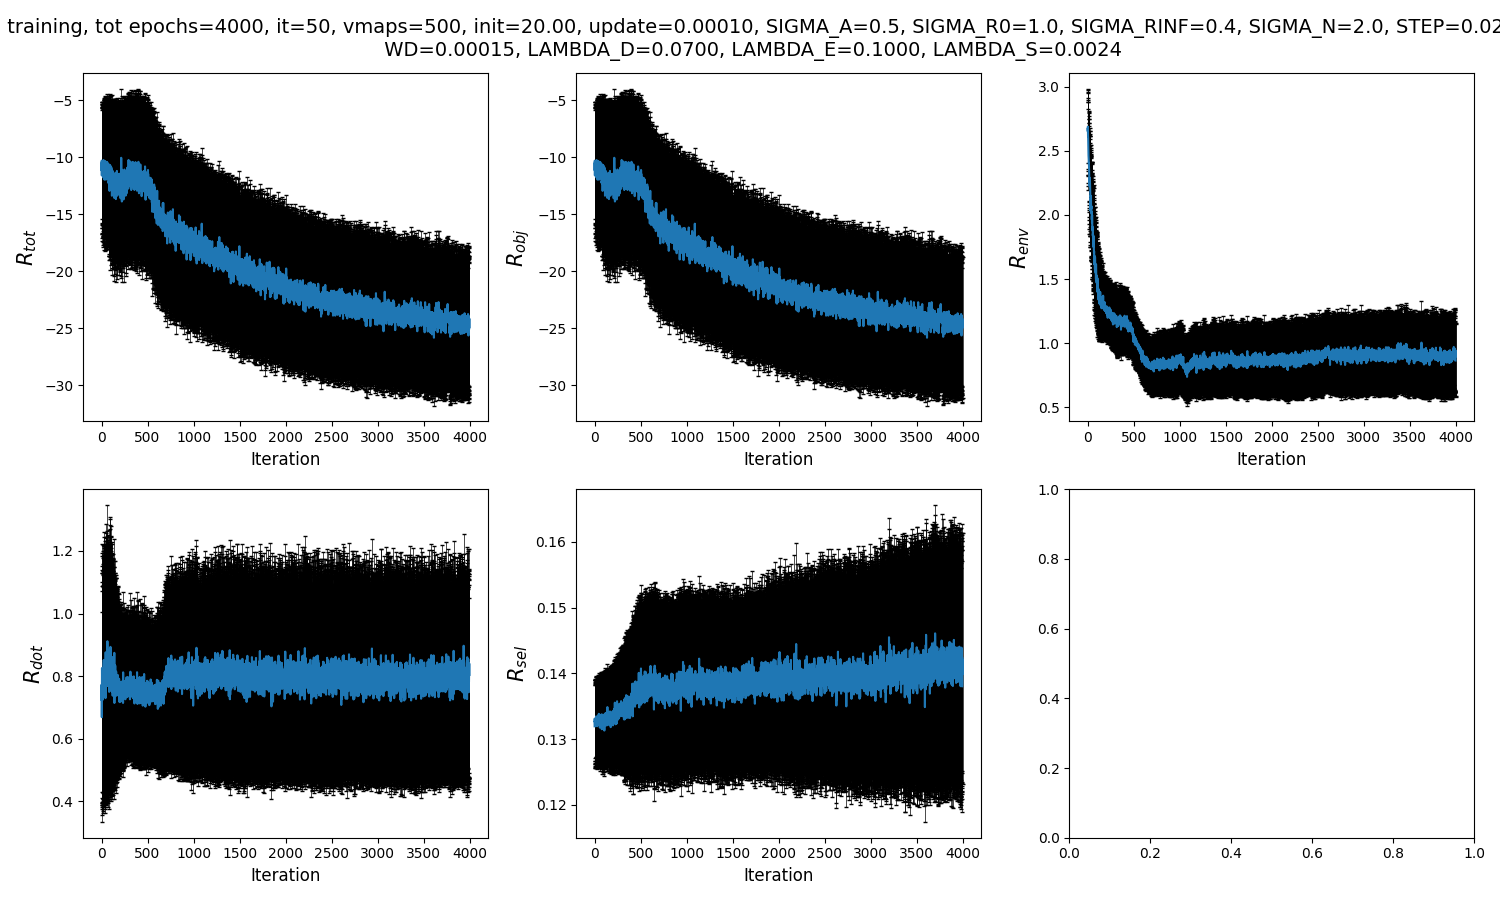 training, tot epochs=4000, it=50, vmaps=500, init=20.00, update=0.00010, SIGMA_A=0.5, SIGMA_R0=1.0, SIGMA_RINF=0.4, SIGMA_N=2.0, STEP=0.02
WD=0.00015, LAMBDA_D=0.0700, LAMBDA_E=0.1000, LAMBDA_S=0.0024
−5
−10
−15
−20
−25
−30
R_tot
0 500 1000 1500 2000 2500 3000 3500 4000
Iteration
−5
−10
−15
−20
−25
−30
R_obj
0 500 1000 1500 2000 2500 3000 3500 4000
Iteration
3.0
2.5
2.0
1.5
1.0
0.5
R_env
0 500 1000 1500 2000 2500 3000 3500 4000
Iteration
1.2
1.0
0.8
0.6
0.4
R_dot
0 500 1000 1500 2000 2500 3000 3500 4000
Iteration
0.16
0.15
0.14
0.13
0.12
R_sel
0 500 1000 1500 2000 2500 3000 3500 4000
Iteration
1.0
0.8
0.6
0.4
0.2
0.0
0.0 0.2 0.4 0.6 0.8 1.0